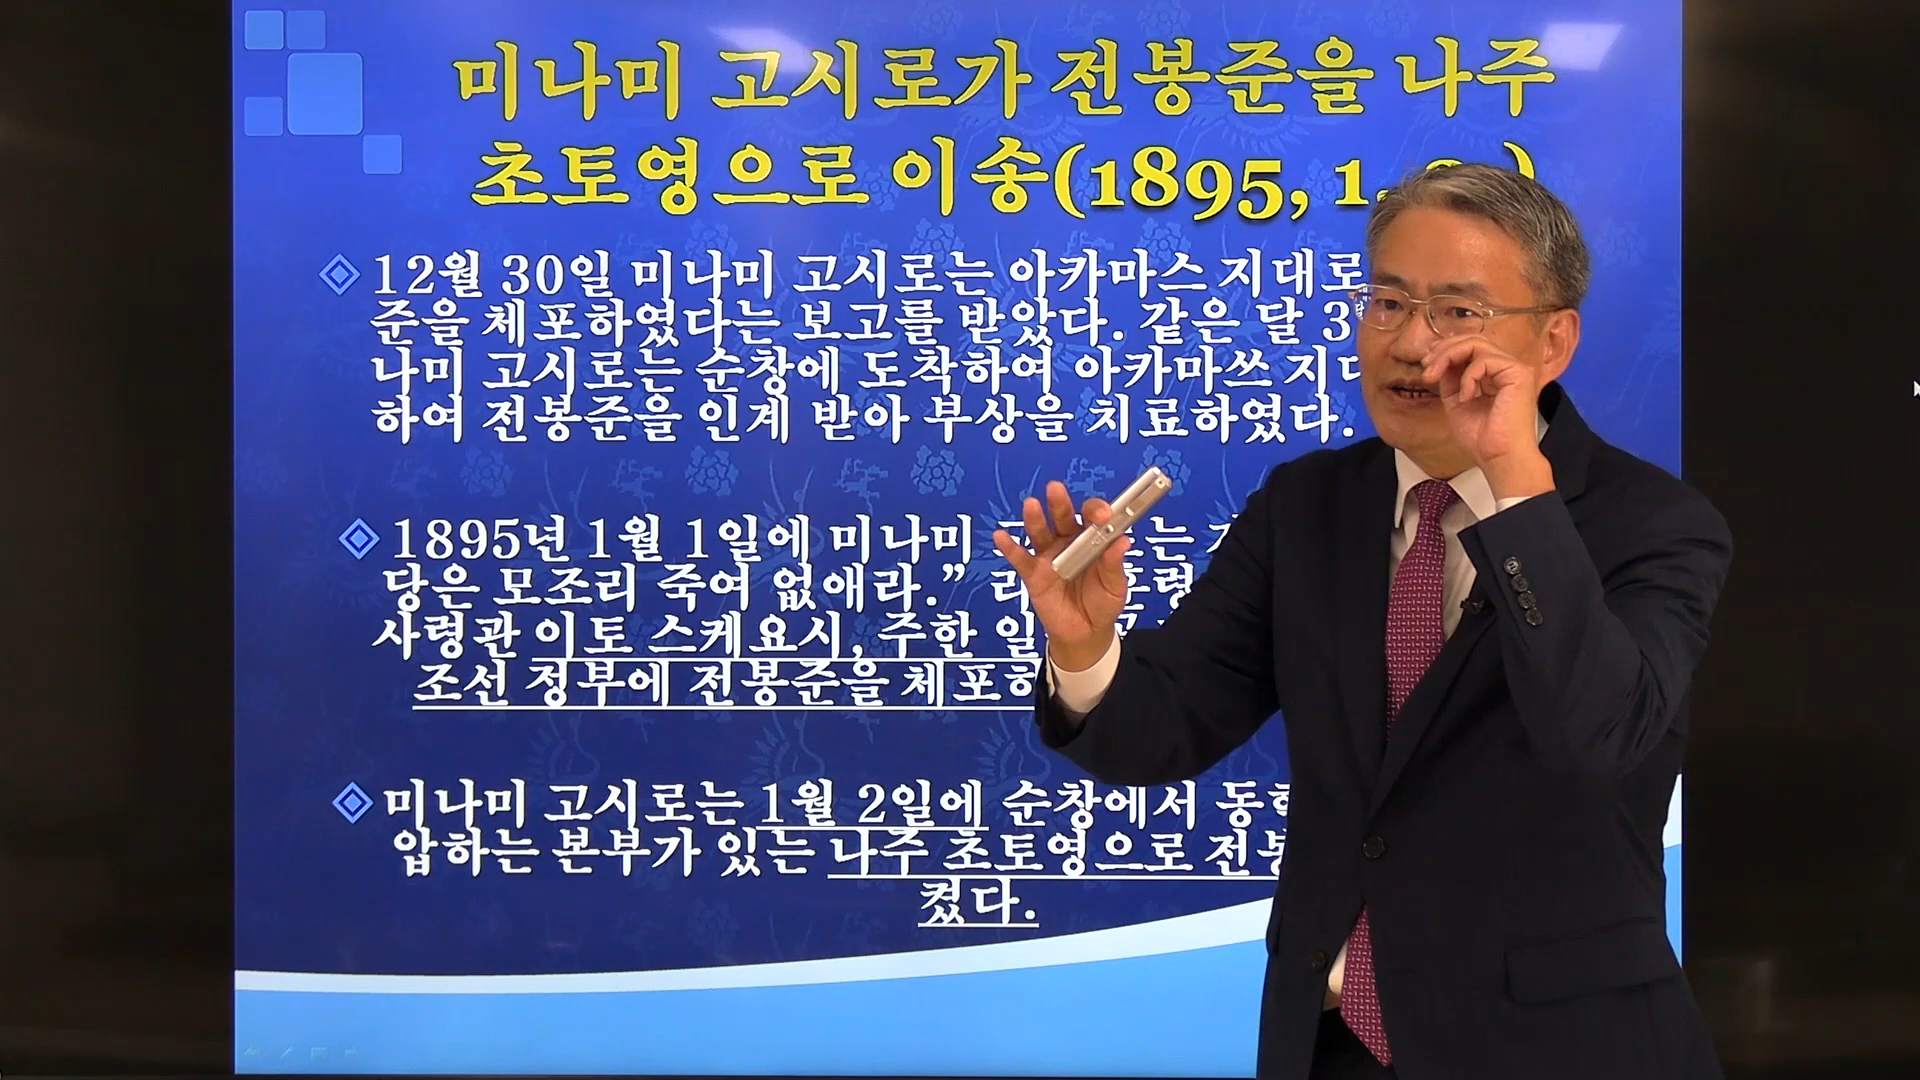 미나미 고시로가 전봉준을 나주
초토영으로 이송(1895, 1.
12월 30일 미나미 고시로는 아카마스 지대로
준을 체포하였다는 보고를 받았다. 같은 달
나미 고시로는 순창에 도착하여 아카마쓰
하여 전봉준을 인계 받아 부상을 치료하였다.
1895년 1월 1일에 미나미
당은 모조리 죽여 없애라.”
사령관 이토 스케요시, 주한
조선 정부에 전봉준을
미나미 고시로는 1월 2일에 순창에서
압하는 본부가 있는 나주 초토영으로
켰다.